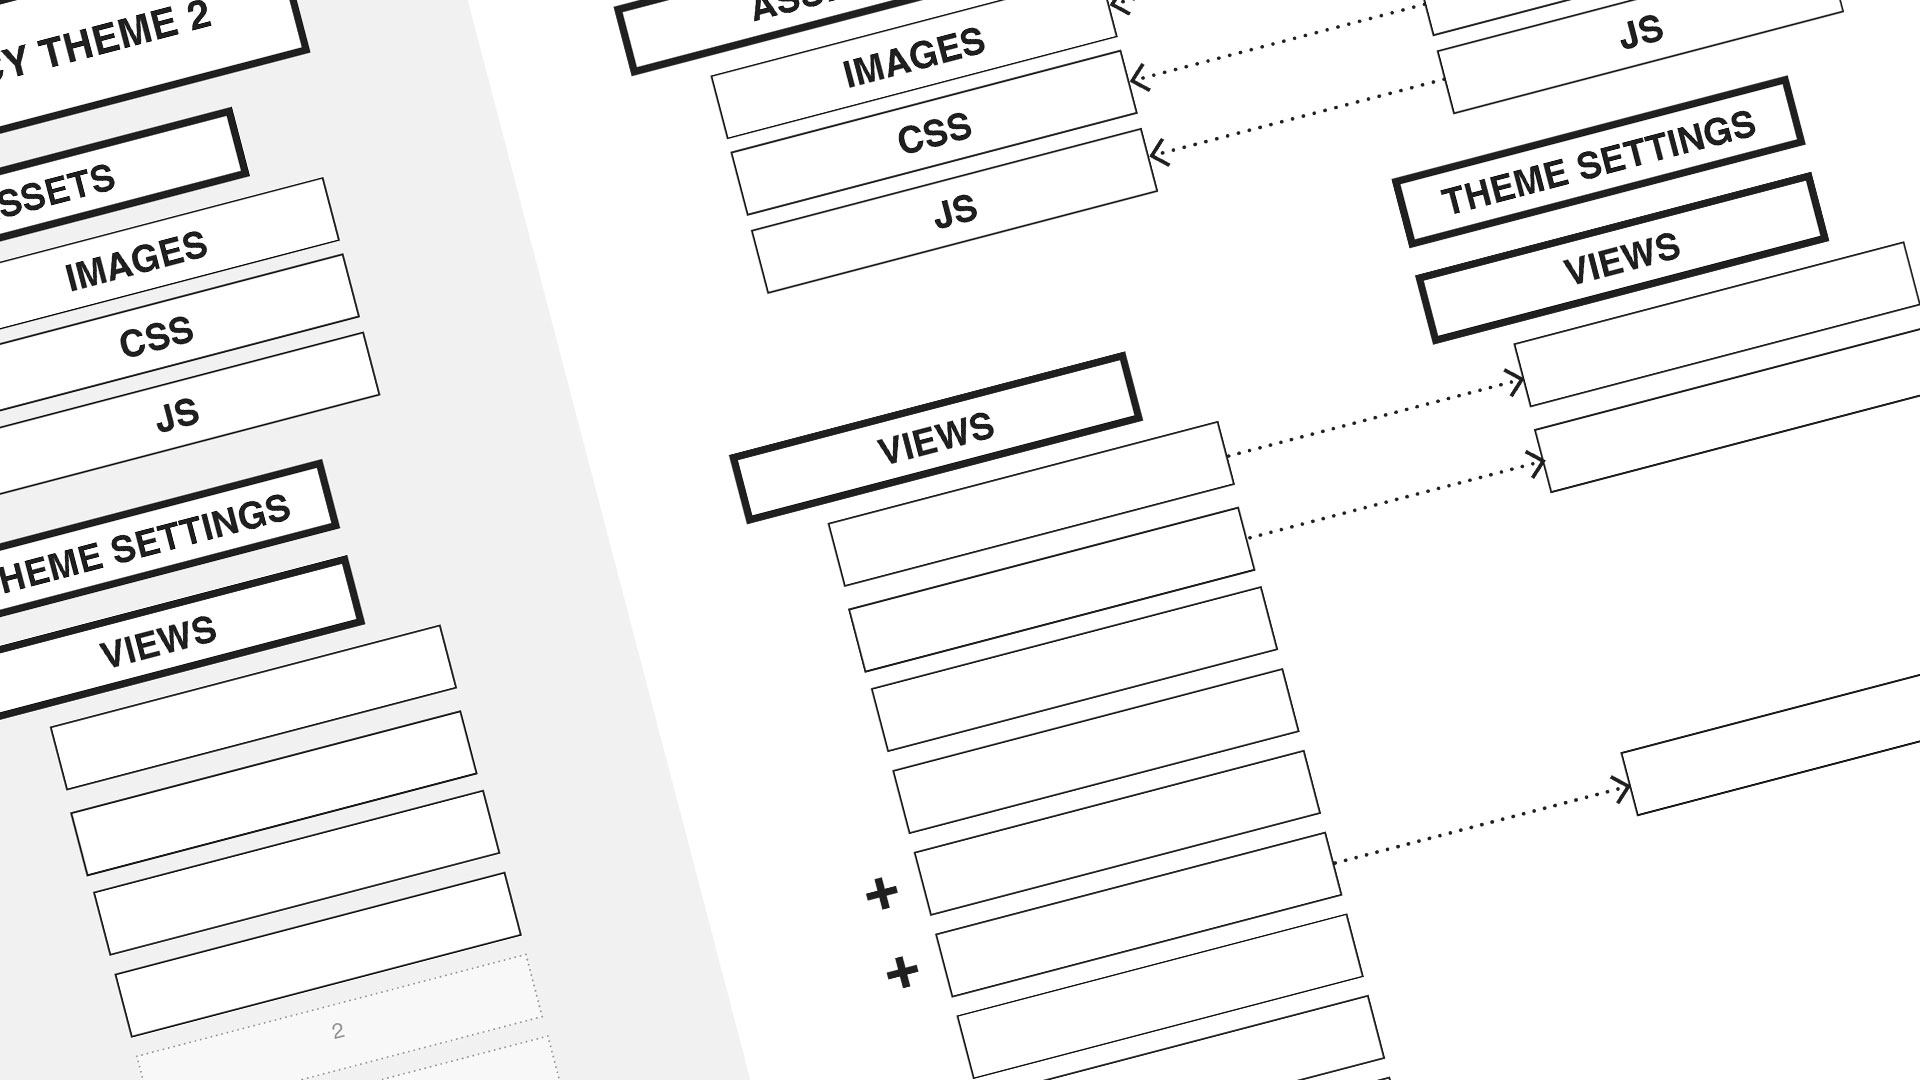 CY THEME 2
SSETS
IMAGES
CSS
JS
HEME SETTINGS
VIEWS
2
IMAGES
CSS
JS
VIEWS
JS
THEME SETTINGS
VIEWS